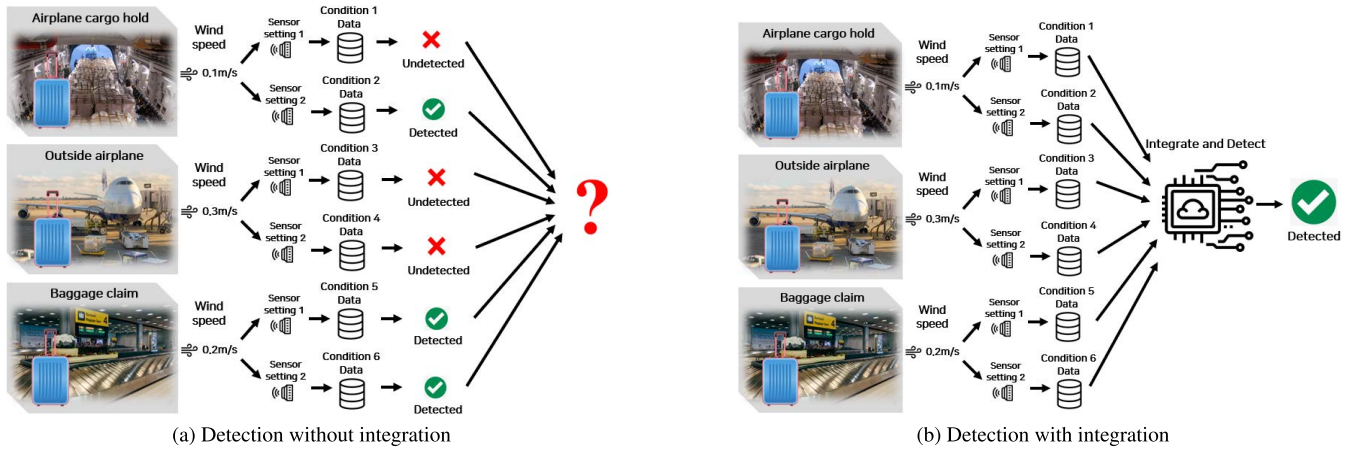 Airplane cargo hold
Wind
speed
0,1m/s
Sensor
setting 1
Condition 1
Data
Undetected
Sensor
setting 2
Condition 2
Data
Detected
Outside airplane
Wind
speed
0,3m/s
Sensor
setting 1
Condition 3
Data
Undetected
Sensor
setting 2
Condition 4
Data
Undetected
Baggage claim
Wind
speed
0,2m/s
Sensor
setting 1
Condition 5
Data
Detected
Sensor
setting 2
Condition 6
Data
Detected
?
(a) Detection without integration
Airplane cargo hold
Wind
speed
0,1m/s
Sensor
setting 1
Condition 1
Data
Sensor
setting 2
Condition 2
Data
Outside airplane
Wind
speed
0,3m/s
Sensor
setting 1
Condition 3
Data
Sensor
setting 2
Condition 4
Data
Baggage claim
Wind
speed
0,2m/s
Sensor
setting 1
Condition 5
Data
Sensor
setting 2
Condition 6
Data
Integrate and Detect
Detected
(b) Detection with integration